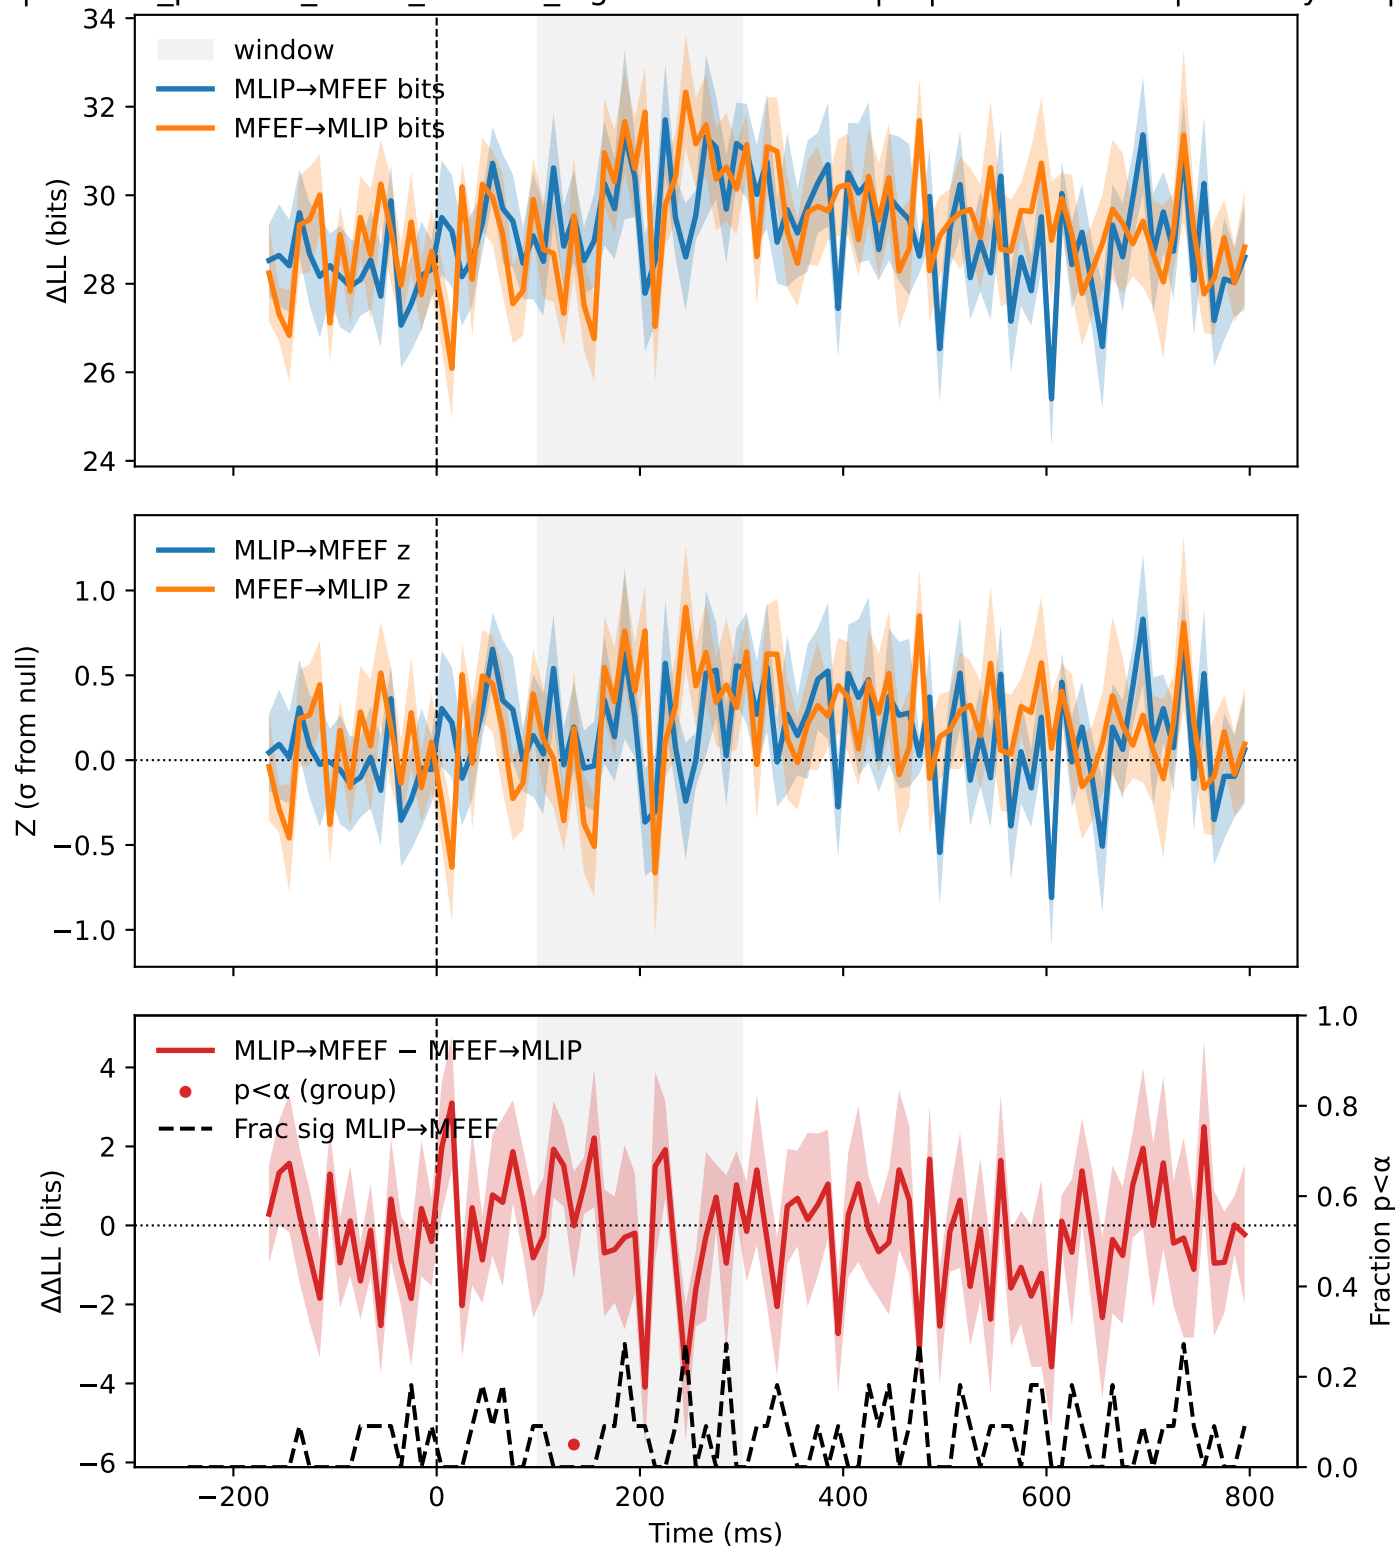 34
32
30
28
26
24
ΔLL (bits)
window
MLIP→MFEF bits
MFEF→MLIP bits
1.0
0.5
0.0
−0.5
−1.0
Z (σ from null)
MLIP→MFEF z
MFEF→MLIP z
4
2
0
−2
−4
−6
ΔΔLL (bits)
MLIP→MFEF − MFEF→MLIP
p<α (group)
Frac sig MLIP→MFEF
1.0
0.8
0.6
0.4
0.2
0.0
Fraction p<α
−200 0 200 400 600 800
Time (ms)